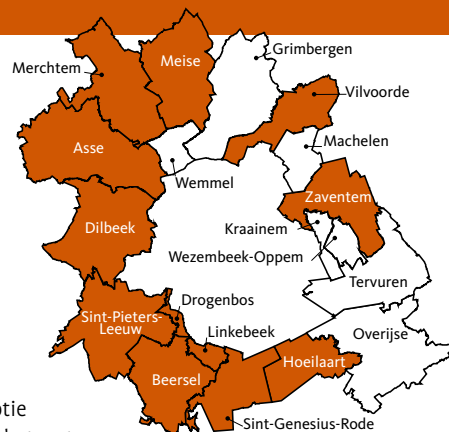 Grimbergen
Meise
Merchtem
Vilvoorde
Machelen
Asse
Wemmel
Zaventem
Dilbeek
Kraainem
Wezembeek-Oppem
Tervuren
Drogenbos
Sint-Pieters-
Leeuw
Linkebeek
Overijse
Hoeilaart
Beersel
Sint-Genesius-Rode